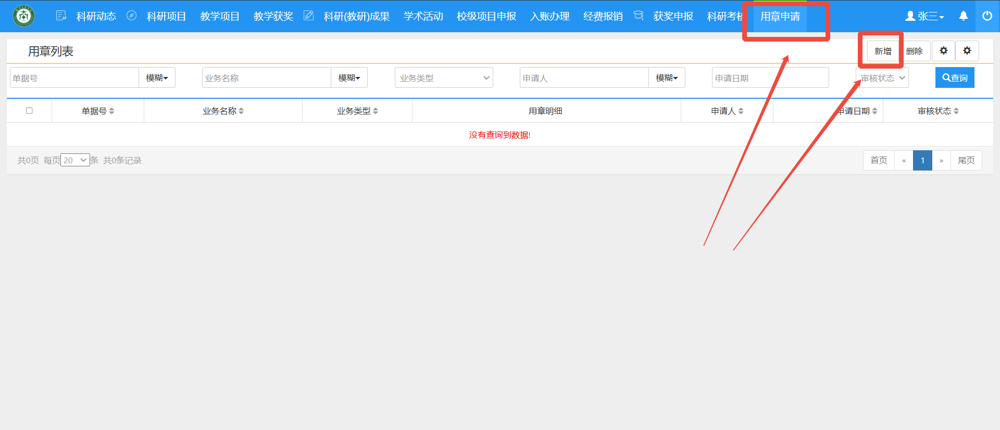 科研动态 科研项目 教学项目 教学获奖 科研(教研)成果 学术活动 校级项目申报 入账办理 经费报销 获奖申报 科研考核 用章申请 张三
用章列表 新增 删除
单据号 模糊 业务名称 模糊 业务类型 申请人 模糊 申请日期 审核状态 查询
单据号 业务名称 业务类型 用章明细 申请人 申请日期 审核状态
没有查询到数据!
共0页 每页 20 条 共0条记录 首页 « 1 » 尾页